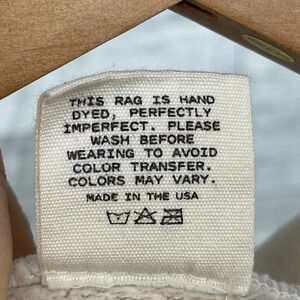 THIS RAG IS HAND
DYED, PERFECTLY
IMPERFECT. PLEASE
WASH BEFORE
WEARING TO AVOID
COLOR TRANSFER.
COLORS MAY VARY.
MADE IN THE USA